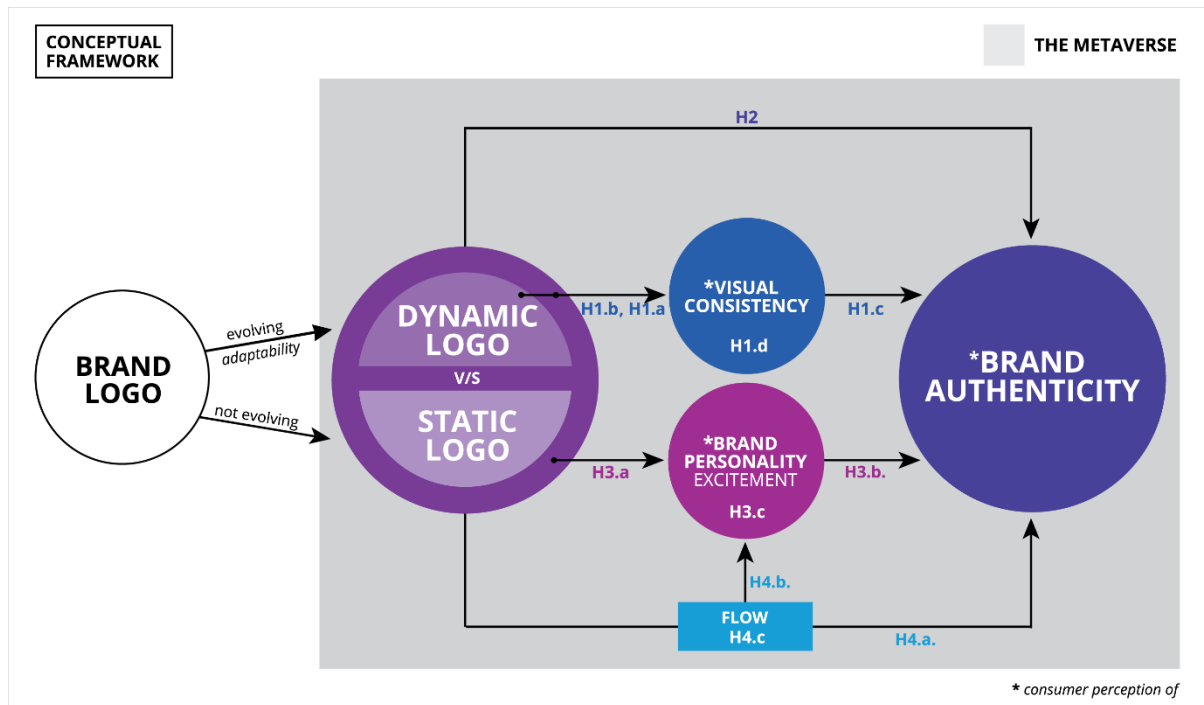 CONCEPTUAL
FRAMEWORK
THE METAVERSE
H2
BRAND
LOGO
evolving
adaptability
not evolving
DYNAMIC
LOGO
V/S
STATIC
LOGO
H1.b, H1.a
*VISUAL
CONSISTENCY
H1.d
H1.c
H3.a
*BRAND
PERSONALITY
EXCITEMENT
H3.c
H3.b.
*BRAND
AUTHENTICITY
H4.b.
FLOW
H4.c
H4.a.
* consumer perception of